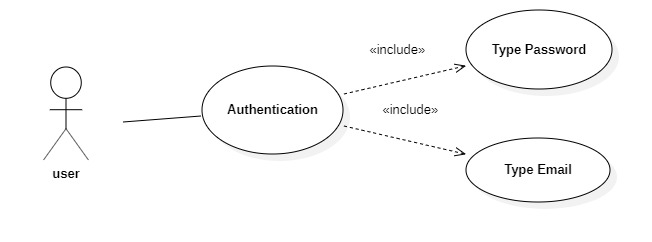 «include»
Type Password
Authentication
«include»
Type Email
user